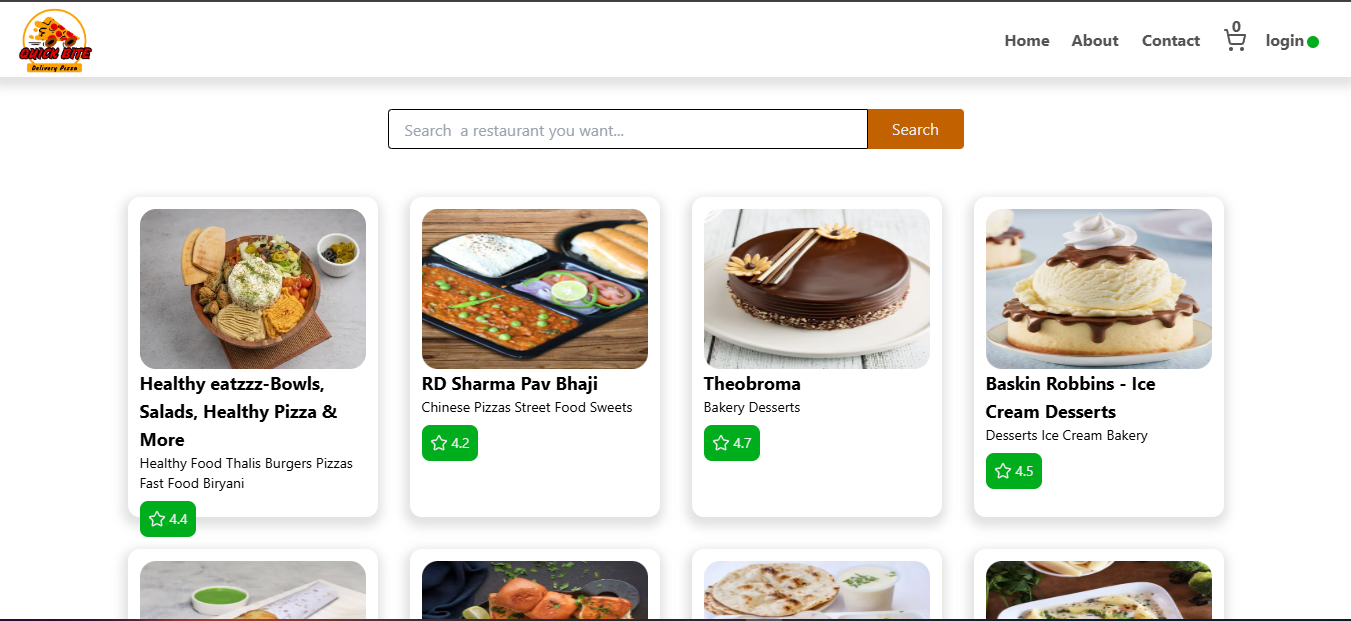 QUICK BITE
Delivery Pizza
Home About Contact 0 login
Search a restaurant you want...
Search
Healthy eatzzz-Bowls,
Salads, Healthy Pizza &
More
Healthy Food Thalis Burgers Pizzas
Fast Food Biryani
4.4
RD Sharma Pav Bhaji
Chinese Pizzas Street Food Sweets
4.2
Theobroma
Bakery Desserts
4.7
Baskin Robbins - Ice
Cream Desserts
Desserts Ice Cream Bakery
4.5